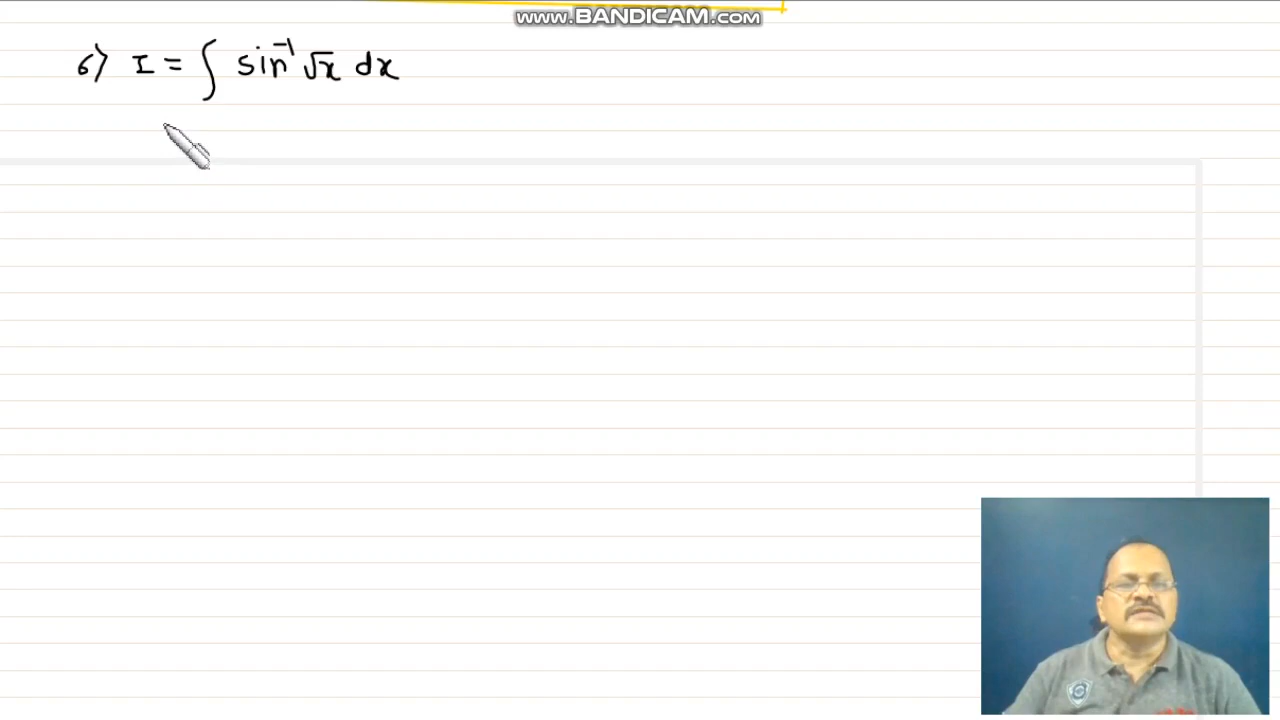 www.BANDICAM.com
6) I = ∫ sin⁻¹ √x dx